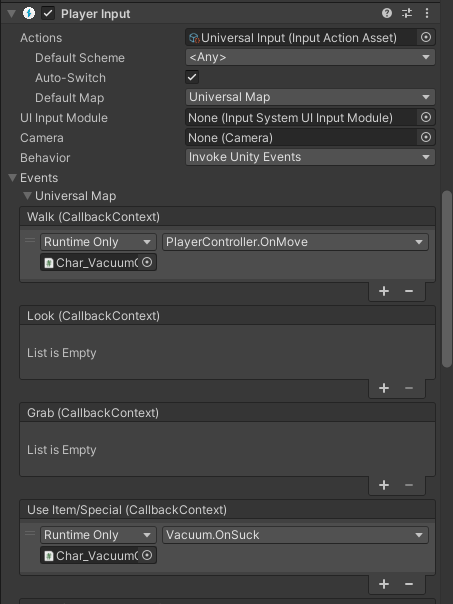 Player Input
Actions Universal Input (Input Action Asset)
Default Scheme <Any>
Auto-Switch
Default Map Universal Map
UI Input Module None (Input System UI Input Module)
Camera None (Camera)
Behavior Invoke Unity Events
Events
Universal Map
Walk (CallbackContext)
Runtime Only PlayerController.OnMove
Char_Vacuum
Look (CallbackContext)
List is Empty
Grab (CallbackContext)
List is Empty
Use Item/Special (CallbackContext)
Runtime Only Vacuum.OnSuck
Char_Vacuum